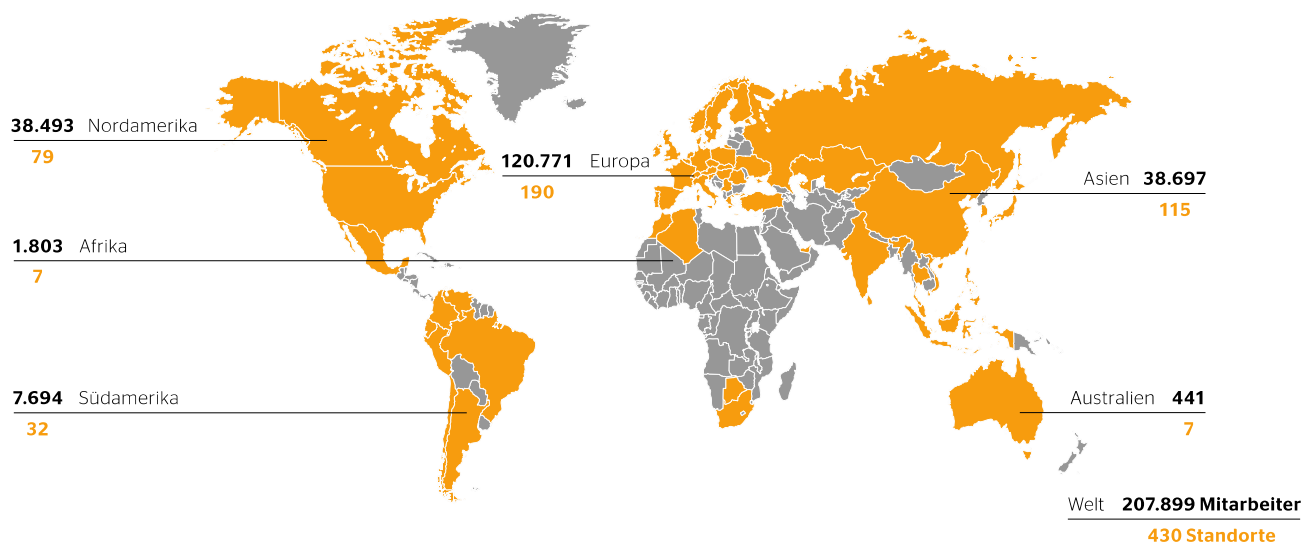 38.493 Nordamerika
79
120.771 Europa
190
Asien 38.697
115
1.803 Afrika
7
7.694 Südamerika
32
Australien 441
7
Welt 207.899 Mitarbeiter
430 Standorte